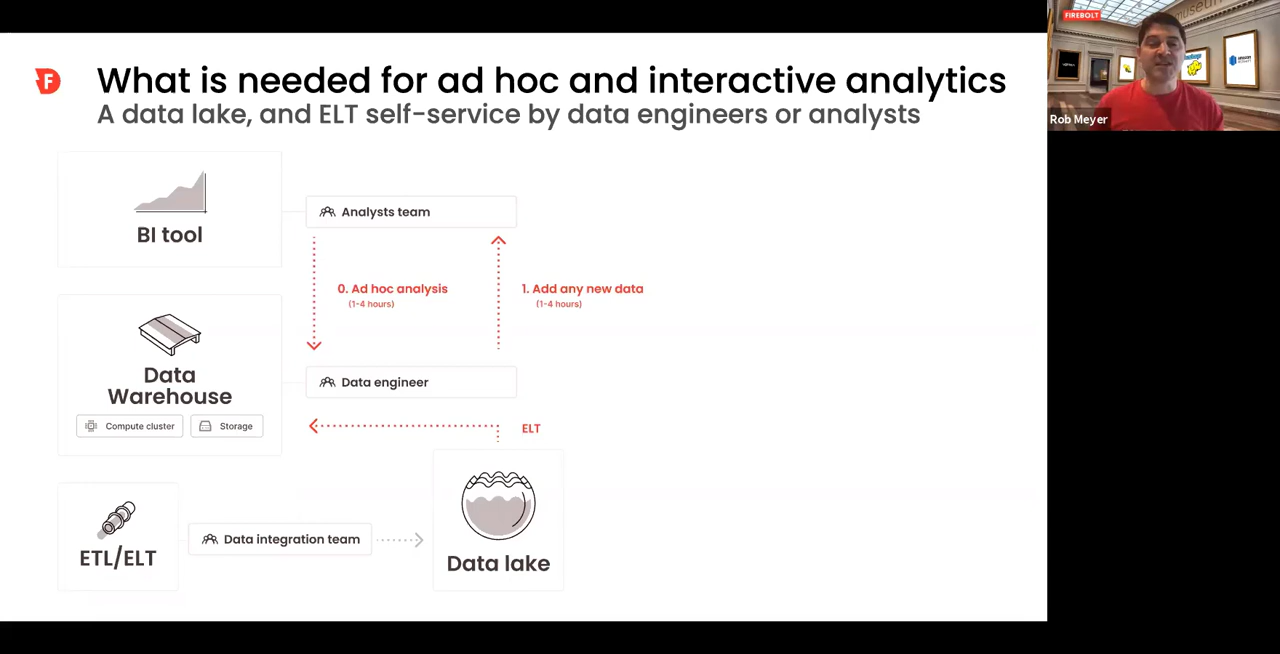 What is needed for ad hoc and interactive analytics
A data lake, and ELT self-service by data engineers or analysts
BI tool
Analysts team
0. Ad hoc analysis
(1-4 hours)
1. Add any new data
(1-4 hours)
Data
Warehouse
Compute cluster
Storage
Data engineer
ELT
ETL/ELT
Data integration team
Data lake
FIREBOLT
museum
Rob Meyer